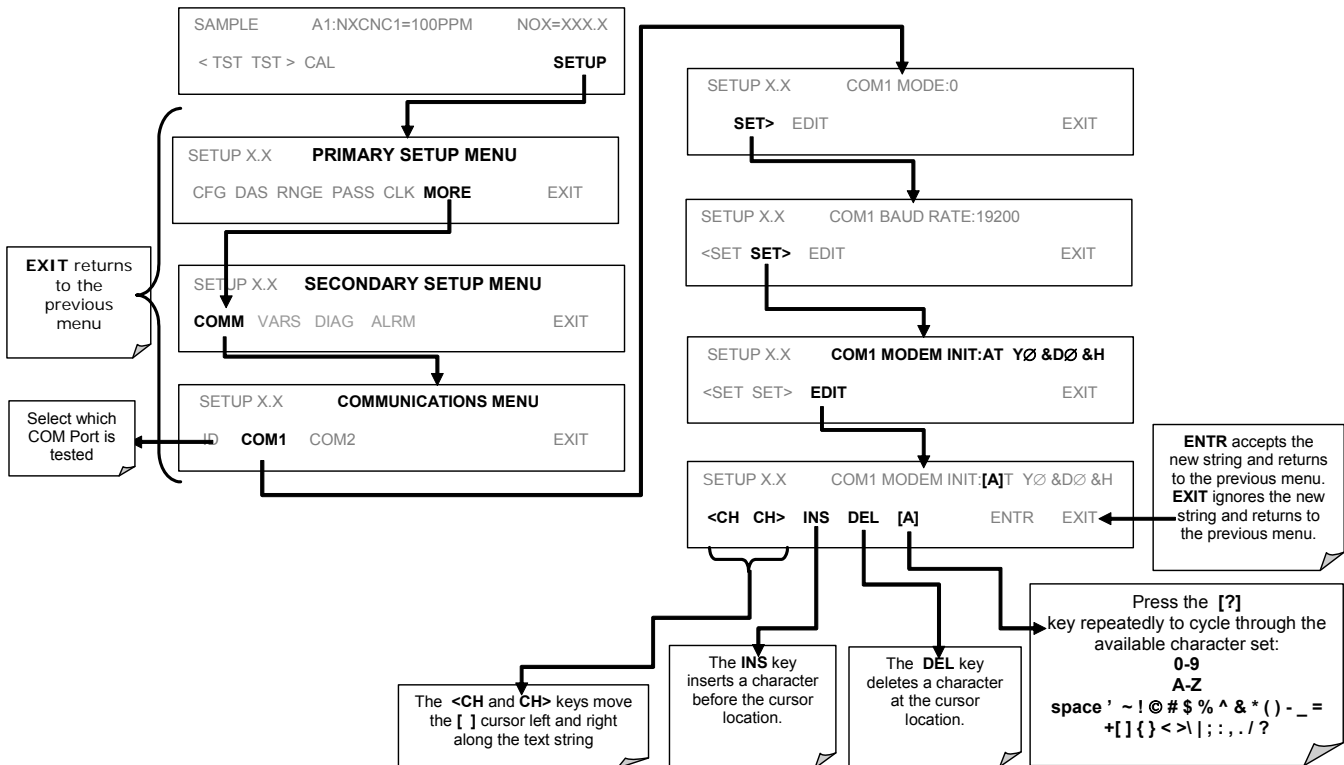 SAMPLE A1:NXCNC1=100PPM NOX=XXX.X
< TST TST > CAL SETUP
SETUP X.X PRIMARY SETUP MENU
CFG DAS RNGE PASS CLK MORE EXIT
EXIT returns
to the
previous
menu
SETUP X.X SECONDARY SETUP MENU
COMM VARS DIAG ALRM EXIT
Select which
COM Port is
tested
SETUP X.X COMMUNICATIONS MENU
ID COM1 COM2 EXIT
SETUP X.X COM1 MODE:0
SET> EDIT EXIT
SETUP X.X COM1 BAUD RATE:19200
<SET SET> EDIT EXIT
SETUP X.X COM1 MODEM INIT:AT YØ &DØ &H
<SET SET> EDIT EXIT
SETUP X.X COM1 MODEM INIT:[A]T YØ &DØ &H
<CH CH> INS DEL [A] ENTR EXIT
ENTR accepts the
new string and returns
to the previous menu.
EXIT ignores the new
string and returns to
the previous menu.
The <CH and CH> keys move
the [ ] cursor left and right
along the text string
The INS key
inserts a character
before the cursor
location.
The DEL key
deletes a character
at the cursor
location.
Press the [?]
key repeatedly to cycle through the
available character set:
0-9
A-Z
space ' ~ ! © # $ % ^ & * ( ) - _ =
+[ ] { } < >\ | ; : , . / ?